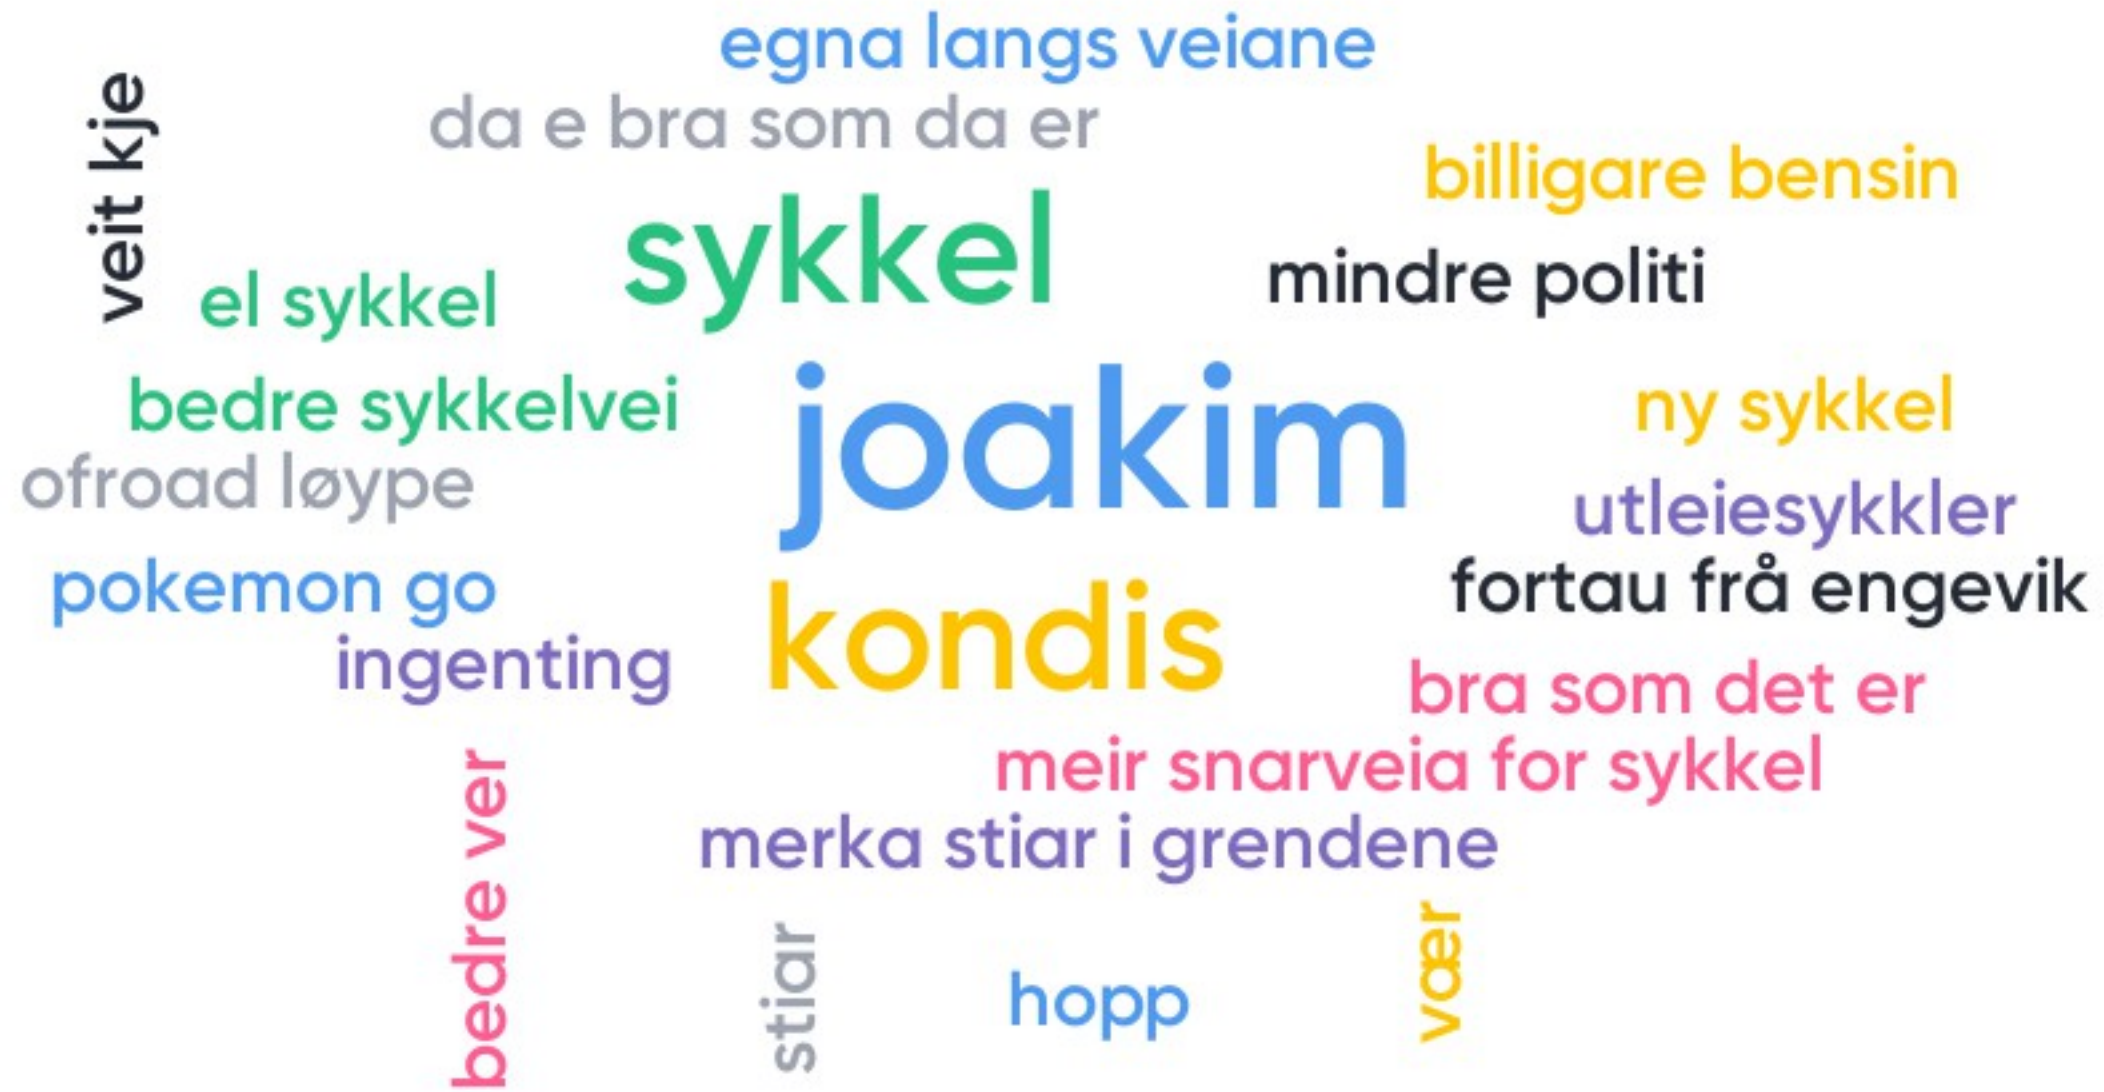 egna langs veiane
da e bra som da er
veit kje
billigare bensin
sykkel
mindre politi
el sykkel
joakim
bedre sykkelvei
ny sykkel
ofroad løype
utleiesykkler
pokemon go
fortau frå engevik
kondis
ingenting
bra som det er
meir snarveia for sykkel
bedre ver
merka stiar i grendene
stiar
hopp
vær